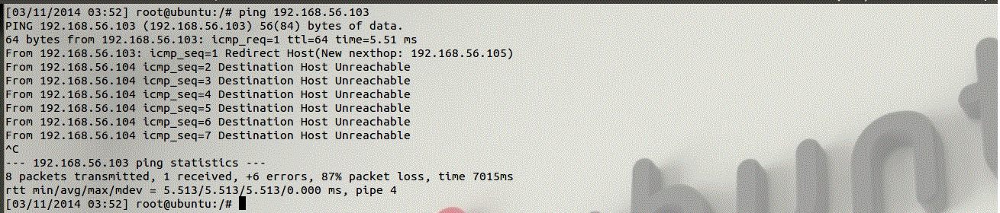 [03/11/2014 03:52] root@ubuntu:/# ping 192.168.56.103
PING 192.168.56.103 (192.168.56.103) 56(84) bytes of data.
64 bytes from 192.168.56.103: icmp_req=1 ttl=64 time=5.51 ms
From 192.168.56.103: icmp_seq=1 Redirect Host(New nexthop: 192.168.56.105)
From 192.168.56.104 icmp_seq=2 Destination Host Unreachable
From 192.168.56.104 icmp_seq=3 Destination Host Unreachable
From 192.168.56.104 icmp_seq=4 Destination Host Unreachable
From 192.168.56.104 icmp_seq=5 Destination Host Unreachable
From 192.168.56.104 icmp_seq=6 Destination Host Unreachable
From 192.168.56.104 icmp_seq=7 Destination Host Unreachable
^C
--- 192.168.56.103 ping statistics ---
8 packets transmitted, 1 received, +6 errors, 87% packet loss, time 7015ms
rtt min/avg/max/mdev = 5.513/5.513/5.513/0.000 ms, pipe 4
[03/11/2014 03:52] root@ubuntu:/#